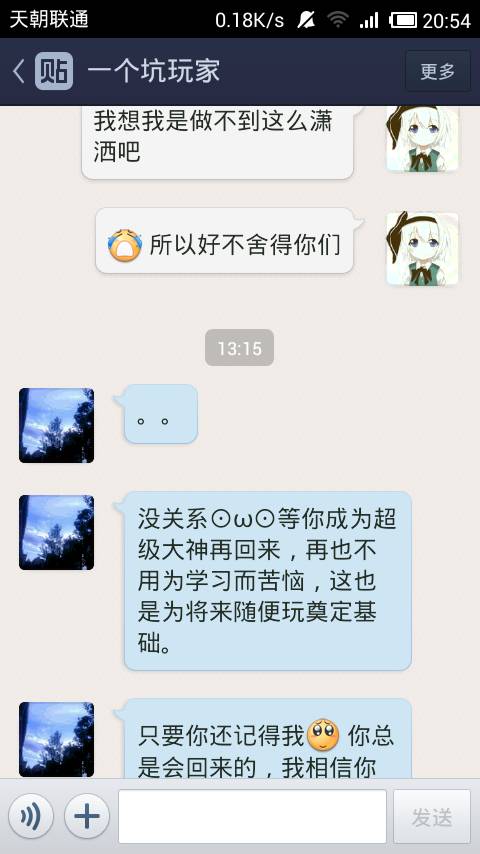 天朝联通 0.18K/s 20:54
贴 一个坑玩家 更多
我想我是做不到这么潇
洒吧
所以好不舍得你们
13:15
。。
没关系⊙ω⊙等你成为超
级大神再回来，再也不
用为学习而苦恼，这也
是为将来随便玩奠定基
础。
只要你还记得我🥺 你总
是会回来的，我相信你
发送